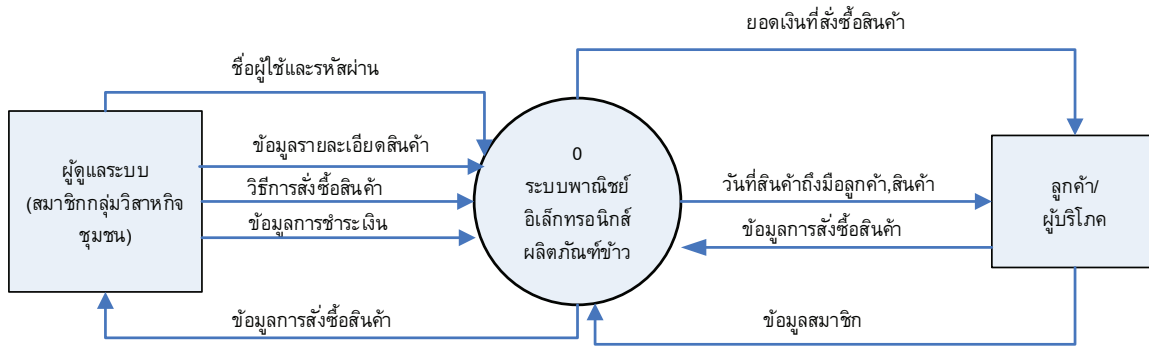 ยอดเงินที่สั่งซื้อสินค้า
ชื่อผู้ใช้และรหัสผ่าน
ผู้ดูแลระบบ
(สมาชิกกลุ่มวิสาหกิจ
ชุมชน)
ข้อมูลรายละเอียดสินค้า
วิธีการสั่งซื้อสินค้า
ข้อมูลการชำระเงิน
0
ระบบพาณิชย์
อิเล็กทรอนิกส์
ผลิตภัณฑ์ข้าว
วันที่สินค้าถึงมือลูกค้า,สินค้า
ข้อมูลการสั่งซื้อสินค้า
ลูกค้า/
ผู้บริโภค
ข้อมูลการสั่งซื้อสินค้า
ข้อมูลสมาชิก